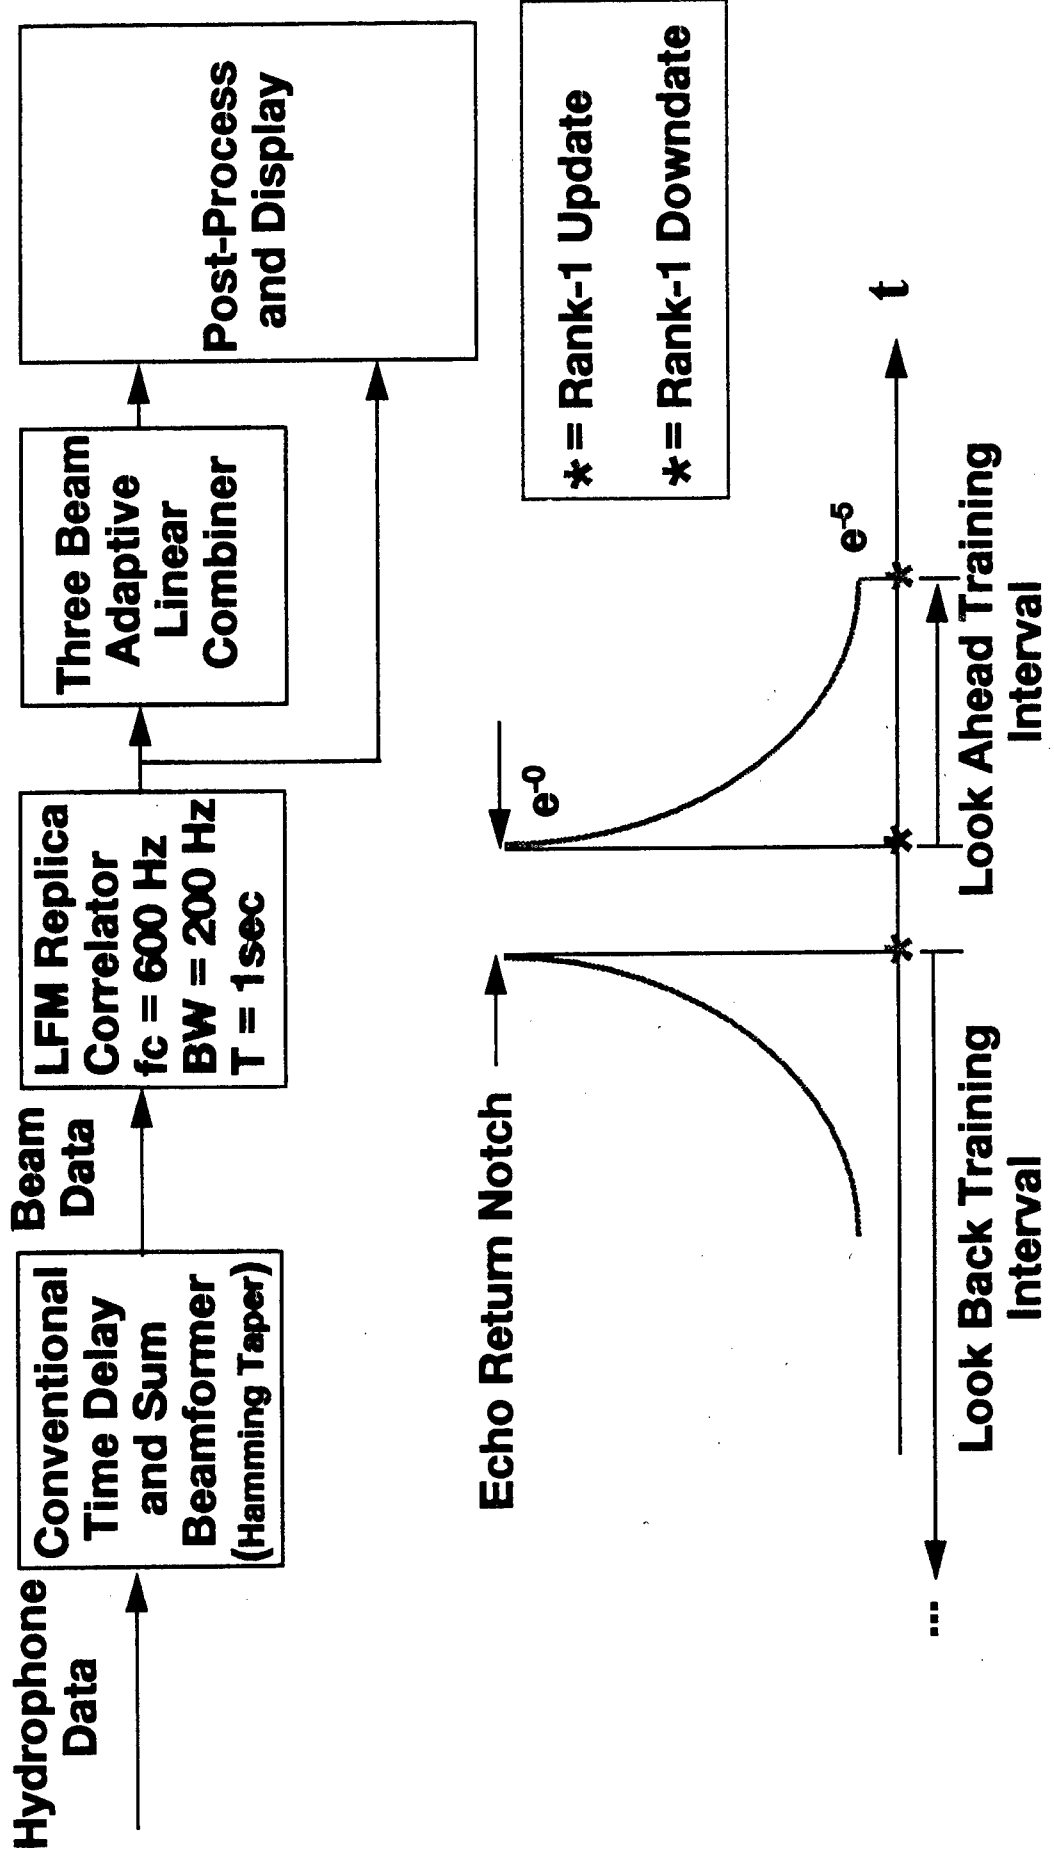 Hydrophone
Data
Conventional
Time Delay
and Sum
Beamformer
(Hamming Taper)
Beam
Data
LFM Replica
Correlator
fc = 600 Hz
BW = 200 Hz
T = 1sec
Three Beam
Adaptive
Linear
Combiner
Post-Process
and Display
Echo Return Notch
e-0
e-5
* = Rank-1 Update
* = Rank-1 Downdate
t
...
Look Back Training
Interval
Look Ahead Training
Interval